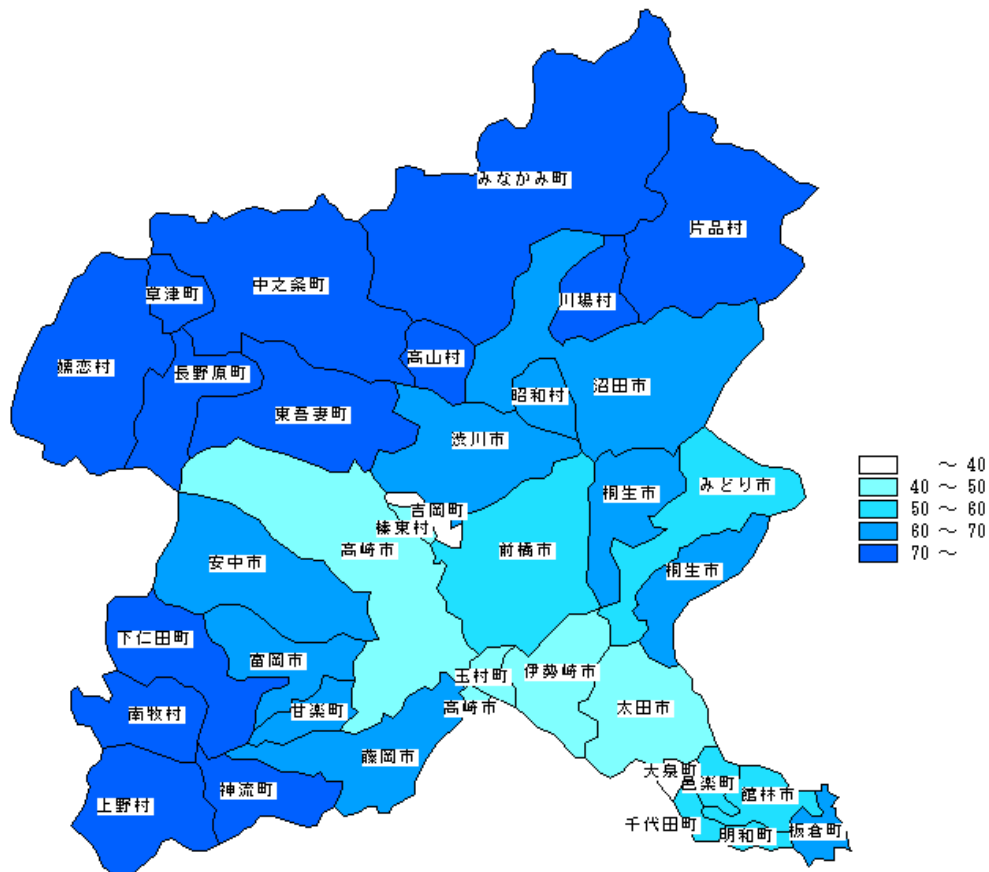 みなかみ町
片品村
中之条町
草津町
川場村
高山村
嬬恋村
長野原町
沼田市
昭和村
東吾妻町
渋川市
～ 40
40 ～ 50
50 ～ 60
60 ～ 70
70 ～
みどり市
桐生市
吉岡町
榛東村
高崎市
前橋市
安中市
桐生市
下仁田町
富岡市
玉村町
伊勢崎市
甘楽町
高崎市
太田市
南牧村
藤岡市
大泉町
邑楽町
神流町
館林市
上野村
千代田町
明和町
板倉町